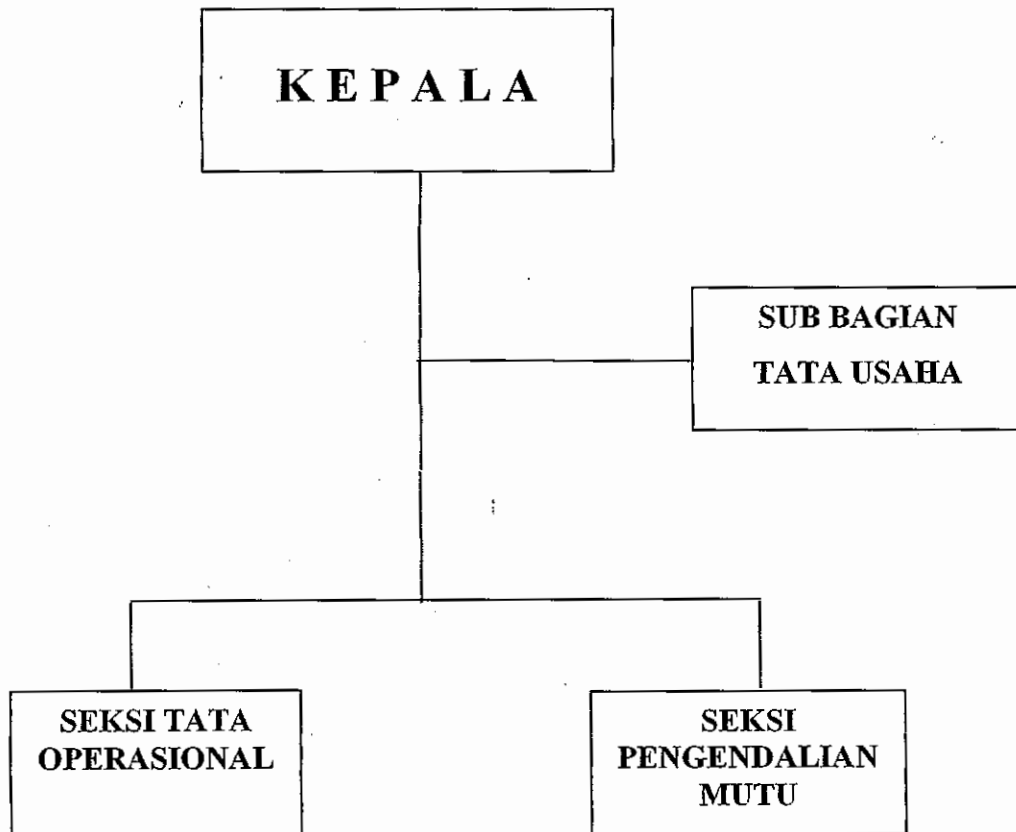 KEPALA
SUB BAGIAN
TATA USAHA
SEKSI TATA
OPERASIONAL
SEKSI
PENGENDALIAN
MUTU